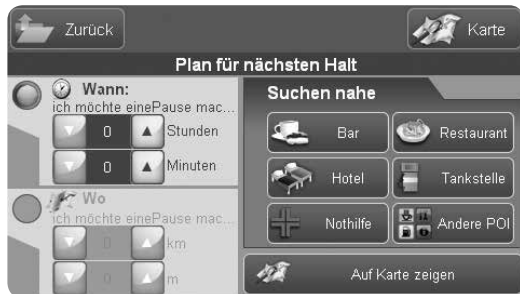 Zurück
Karte
Plan für nächsten Halt
Wann:
ich möchte einePause mac...
0
Stunden
0
Minuten
Wo
ich möchte einePause mac...
0
km
0
m
Suchen nahe
Bar
Restaurant
Hotel
Tankstelle
Nothilfe
Andere POI
Auf Karte zeigen